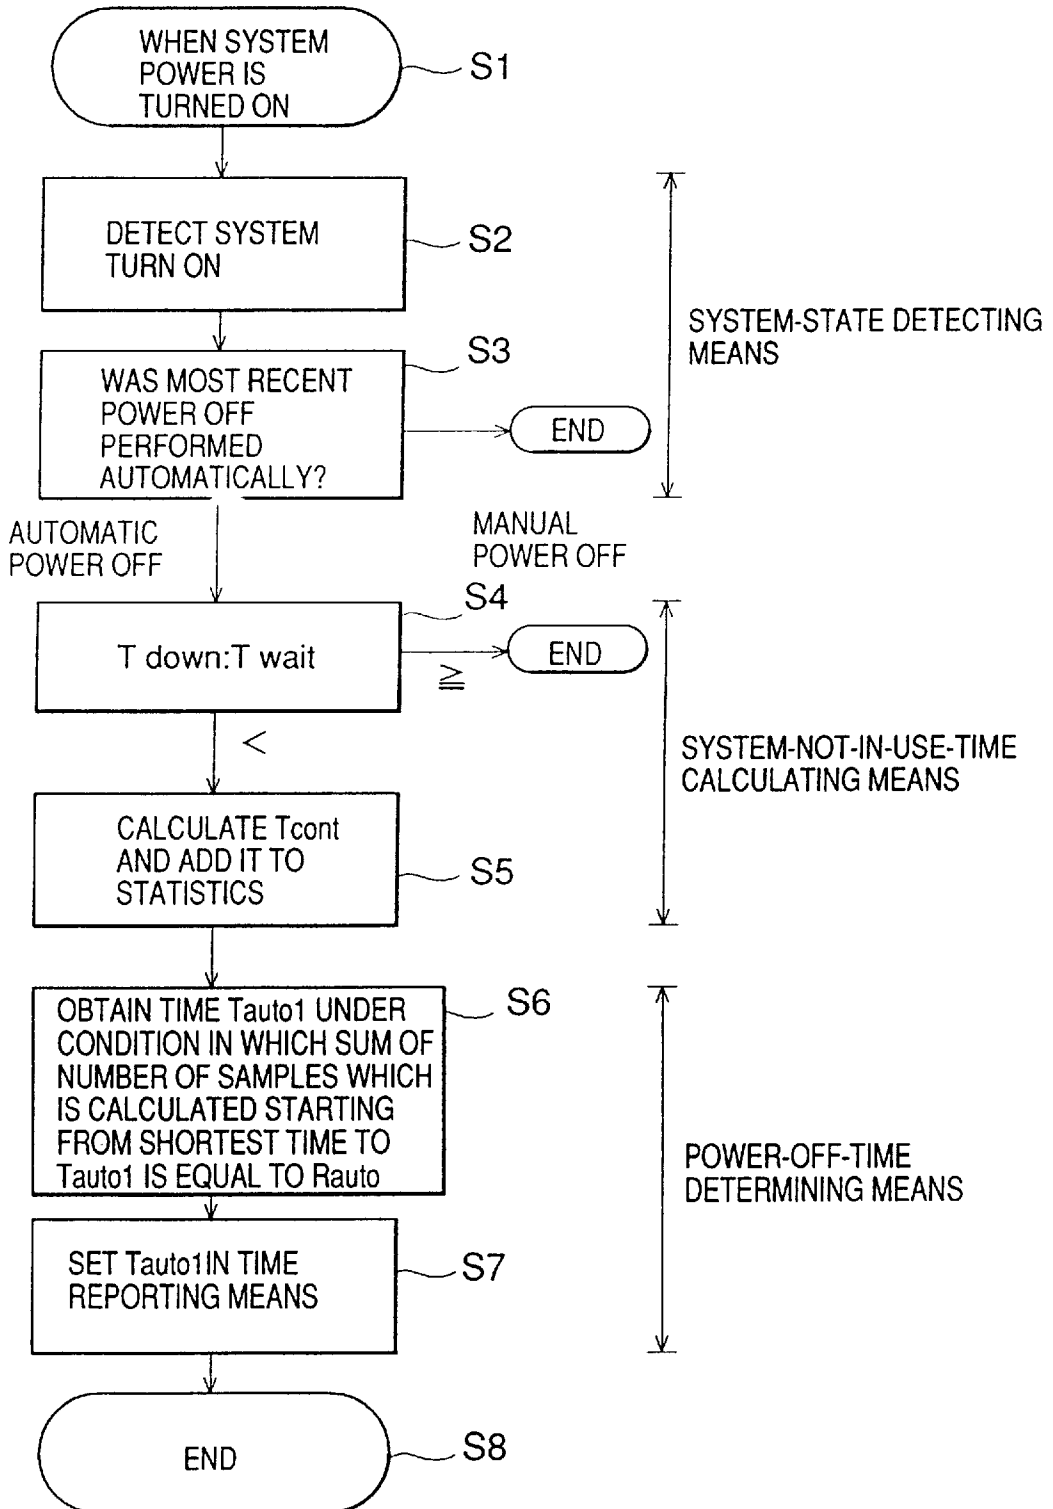 WHEN SYSTEM
POWER IS
TURNED ON
S1
DETECT SYSTEM
TURN ON
S2
SYSTEM-STATE DETECTING
MEANS
WAS MOST RECENT
POWER OFF
PERFORMED
AUTOMATICALLY?
S3
END
AUTOMATIC
POWER OFF
MANUAL
POWER OFF
T down:T wait
S4
≧
END
<
SYSTEM-NOT-IN-USE-TIME
CALCULATING MEANS
CALCULATE Tcont
AND ADD IT TO
STATISTICS
S5
OBTAIN TIME Tauto1 UNDER
CONDITION IN WHICH SUM OF
NUMBER OF SAMPLES WHICH
IS CALCULATED STARTING
FROM SHORTEST TIME TO
Tauto1 IS EQUAL TO Rauto
S6
POWER-OFF-TIME
DETERMINING MEANS
SET Tauto1IN TIME
REPORTING MEANS
S7
END
S8